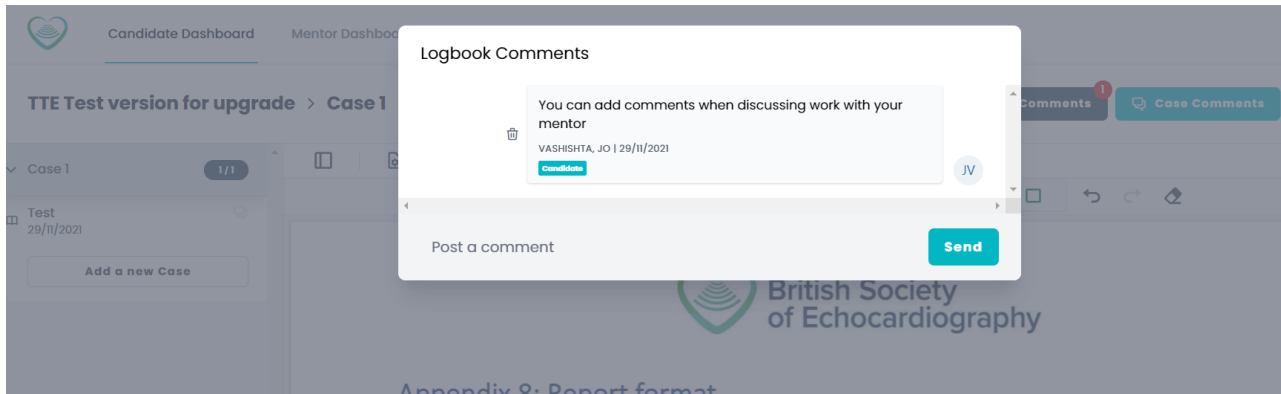 Candidate Dashboard
Mentor Dashboa
Logbook Comments
TTE Test version for upgrade > Case 1
Comments
1
Case Comments
You can add comments when discussing work with your
mentor
VASHISHTA, JO | 29/11/2021
Candidate
JV
Case 1
1/1
Test
29/11/2021
Add a new Case
Post a comment
Send
British Society
of Echocardiography
Appendix 8: Report format